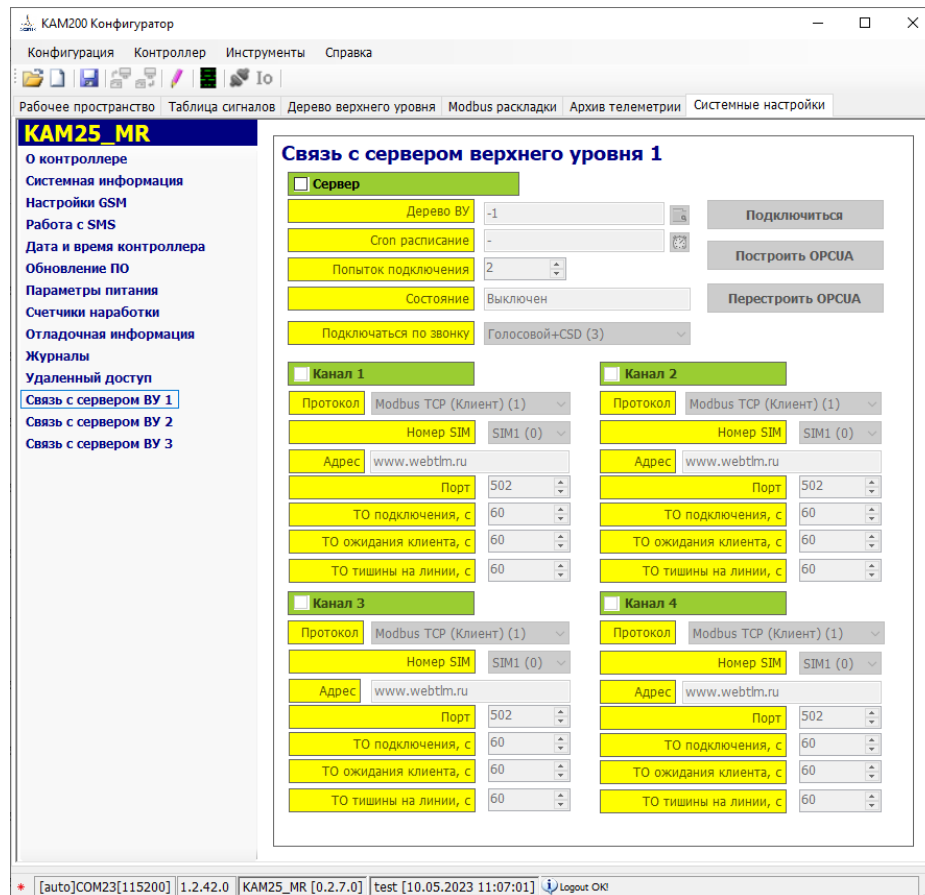 КАМ200 Конфигуратор
Конфигурация Контроллер Инструменты Справка
Io
Рабочее пространство Таблица сигналов Дерево верхнего уровня Modbus раскладки Архив телеметрии Системные настройки
KAM25_MR
О контроллере
Системная информация
Настройки GSM
Работа с SMS
Дата и время контроллера
Обновление ПО
Параметры питания
Счетчики наработки
Отладочная информация
Журналы
Удаленный доступ
Связь с сервером ВУ 1
Связь с сервером ВУ 2
Связь с сервером ВУ 3
Связь с сервером верхнего уровня 1
Сервер
Дерево ВУ -1
Cron расписание -
Попыток подключения 2
Состояние Выключен
Подключаться по звонку Голосовой+CSD (3)
Подключиться
Построить OPCUA
Перестроить OPCUA
Канал 1
Протокол Modbus TCP (Клиент) (1)
Номер SIM SIM1 (0)
Адрес www.webtlm.ru
Порт 502
ТО подключения, с 60
ТО ожидания клиента, с 60
ТО тишины на линии, с 60
Канал 2
Протокол Modbus TCP (Клиент) (1)
Номер SIM SIM1 (0)
Адрес www.webtlm.ru
Порт 502
ТО подключения, с 60
ТО ожидания клиента, с 60
ТО тишины на линии, с 60
Канал 3
Протокол Modbus TCP (Клиент) (1)
Номер SIM SIM1 (0)
Адрес www.webtlm.ru
Порт 502
ТО подключения, с 60
ТО ожидания клиента, с 60
ТО тишины на линии, с 60
Канал 4
Протокол Modbus TCP (Клиент) (1)
Номер SIM SIM1 (0)
Адрес www.webtlm.ru
Порт 502
ТО подключения, с 60
ТО ожидания клиента, с 60
ТО тишины на линии, с 60
* [auto]COM23[115200] 1.2.42.0 KAM25_MR [0.2.7.0] test [10.05.2023 11:07:01] Logout OK!